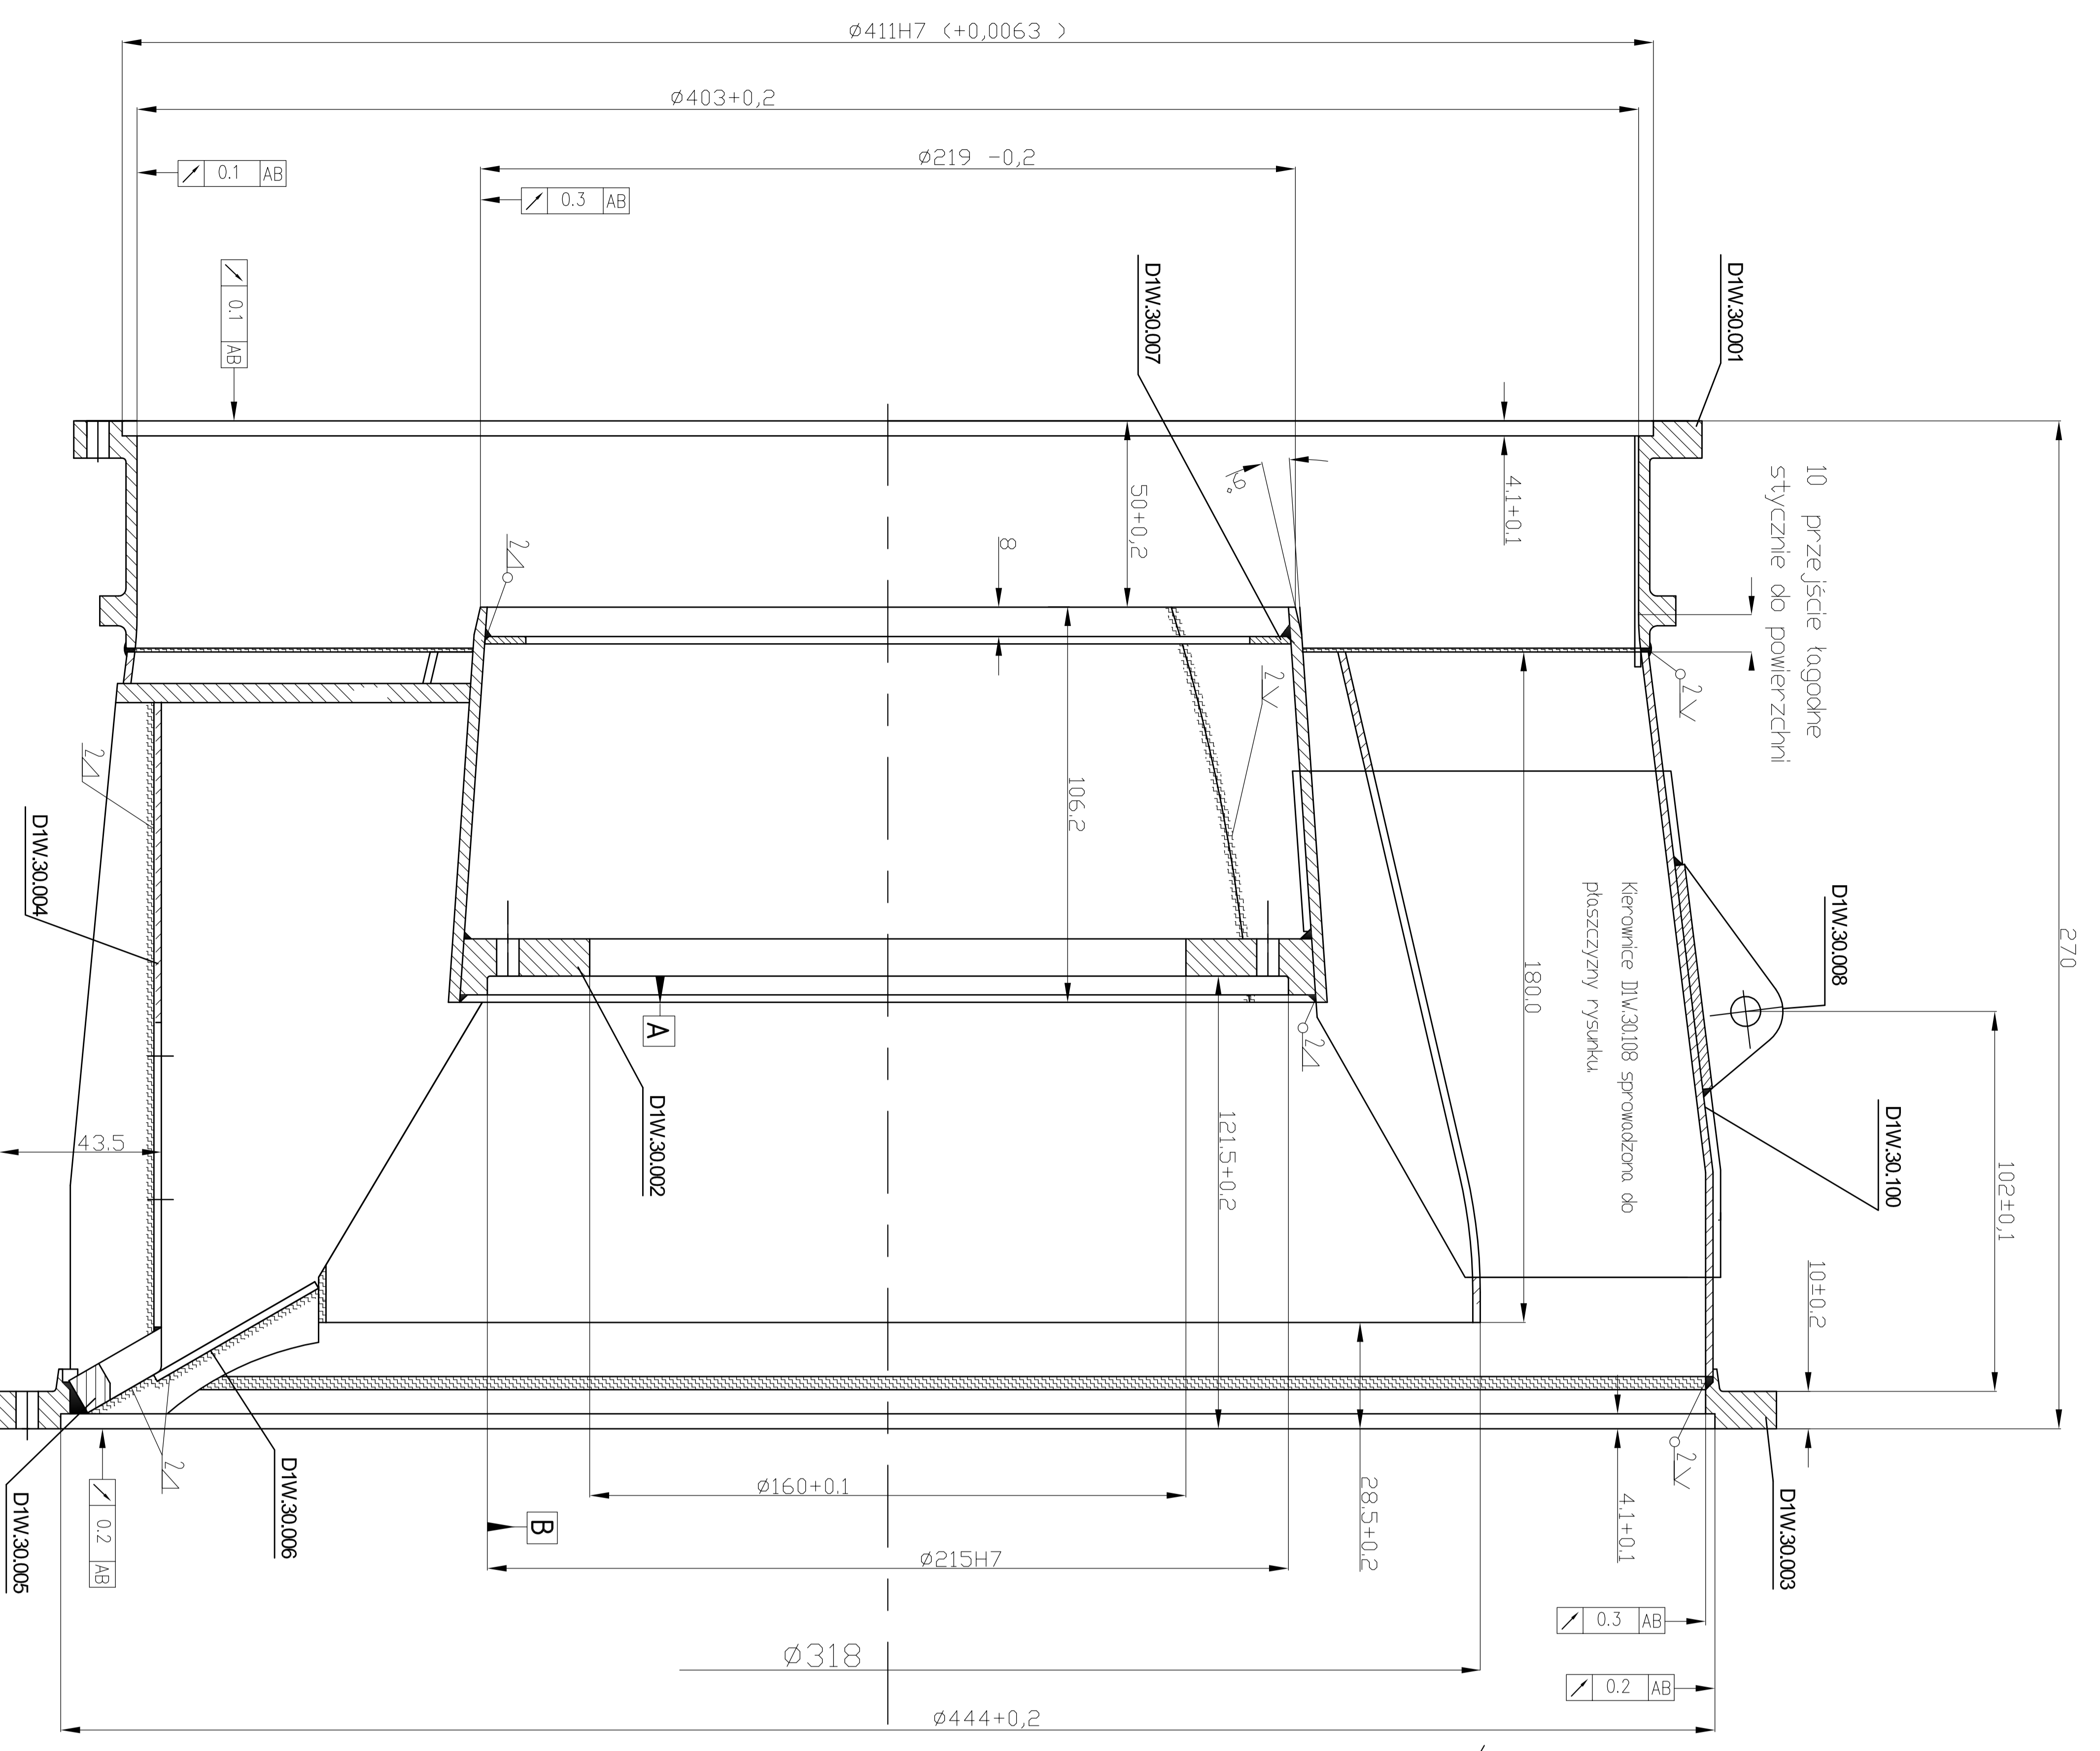 Ø411H7 (+0,0063 )
Ø403+0,2
Ø219 -0,2
0.1 AB
0.3 AB
0.1 AB
D1W.30.007
D1W.30.001
10 przejście łagodne
stycznie do powierzchni
4.1+0.1
50+0,2
8
6°
2
2
2
2
106,2
D1W.30.004
Kierownice D1W.30.108 sprowadzona do
płaszczyzny rysunku.
D1W.30.008
270
180.0
A
2
D1W.30.002
121.5+0.2
D1W.30.100
102±0,1
10±0.2
43.5
2
2
D1W.30.006
D1W.30.005
0.2 AB
Ø160+0.1
B
Ø215H7
28.5+0.2
4.1+0.1
D1W.30.003
0.3 AB
Ø318
0.2 AB
Ø444+0,2